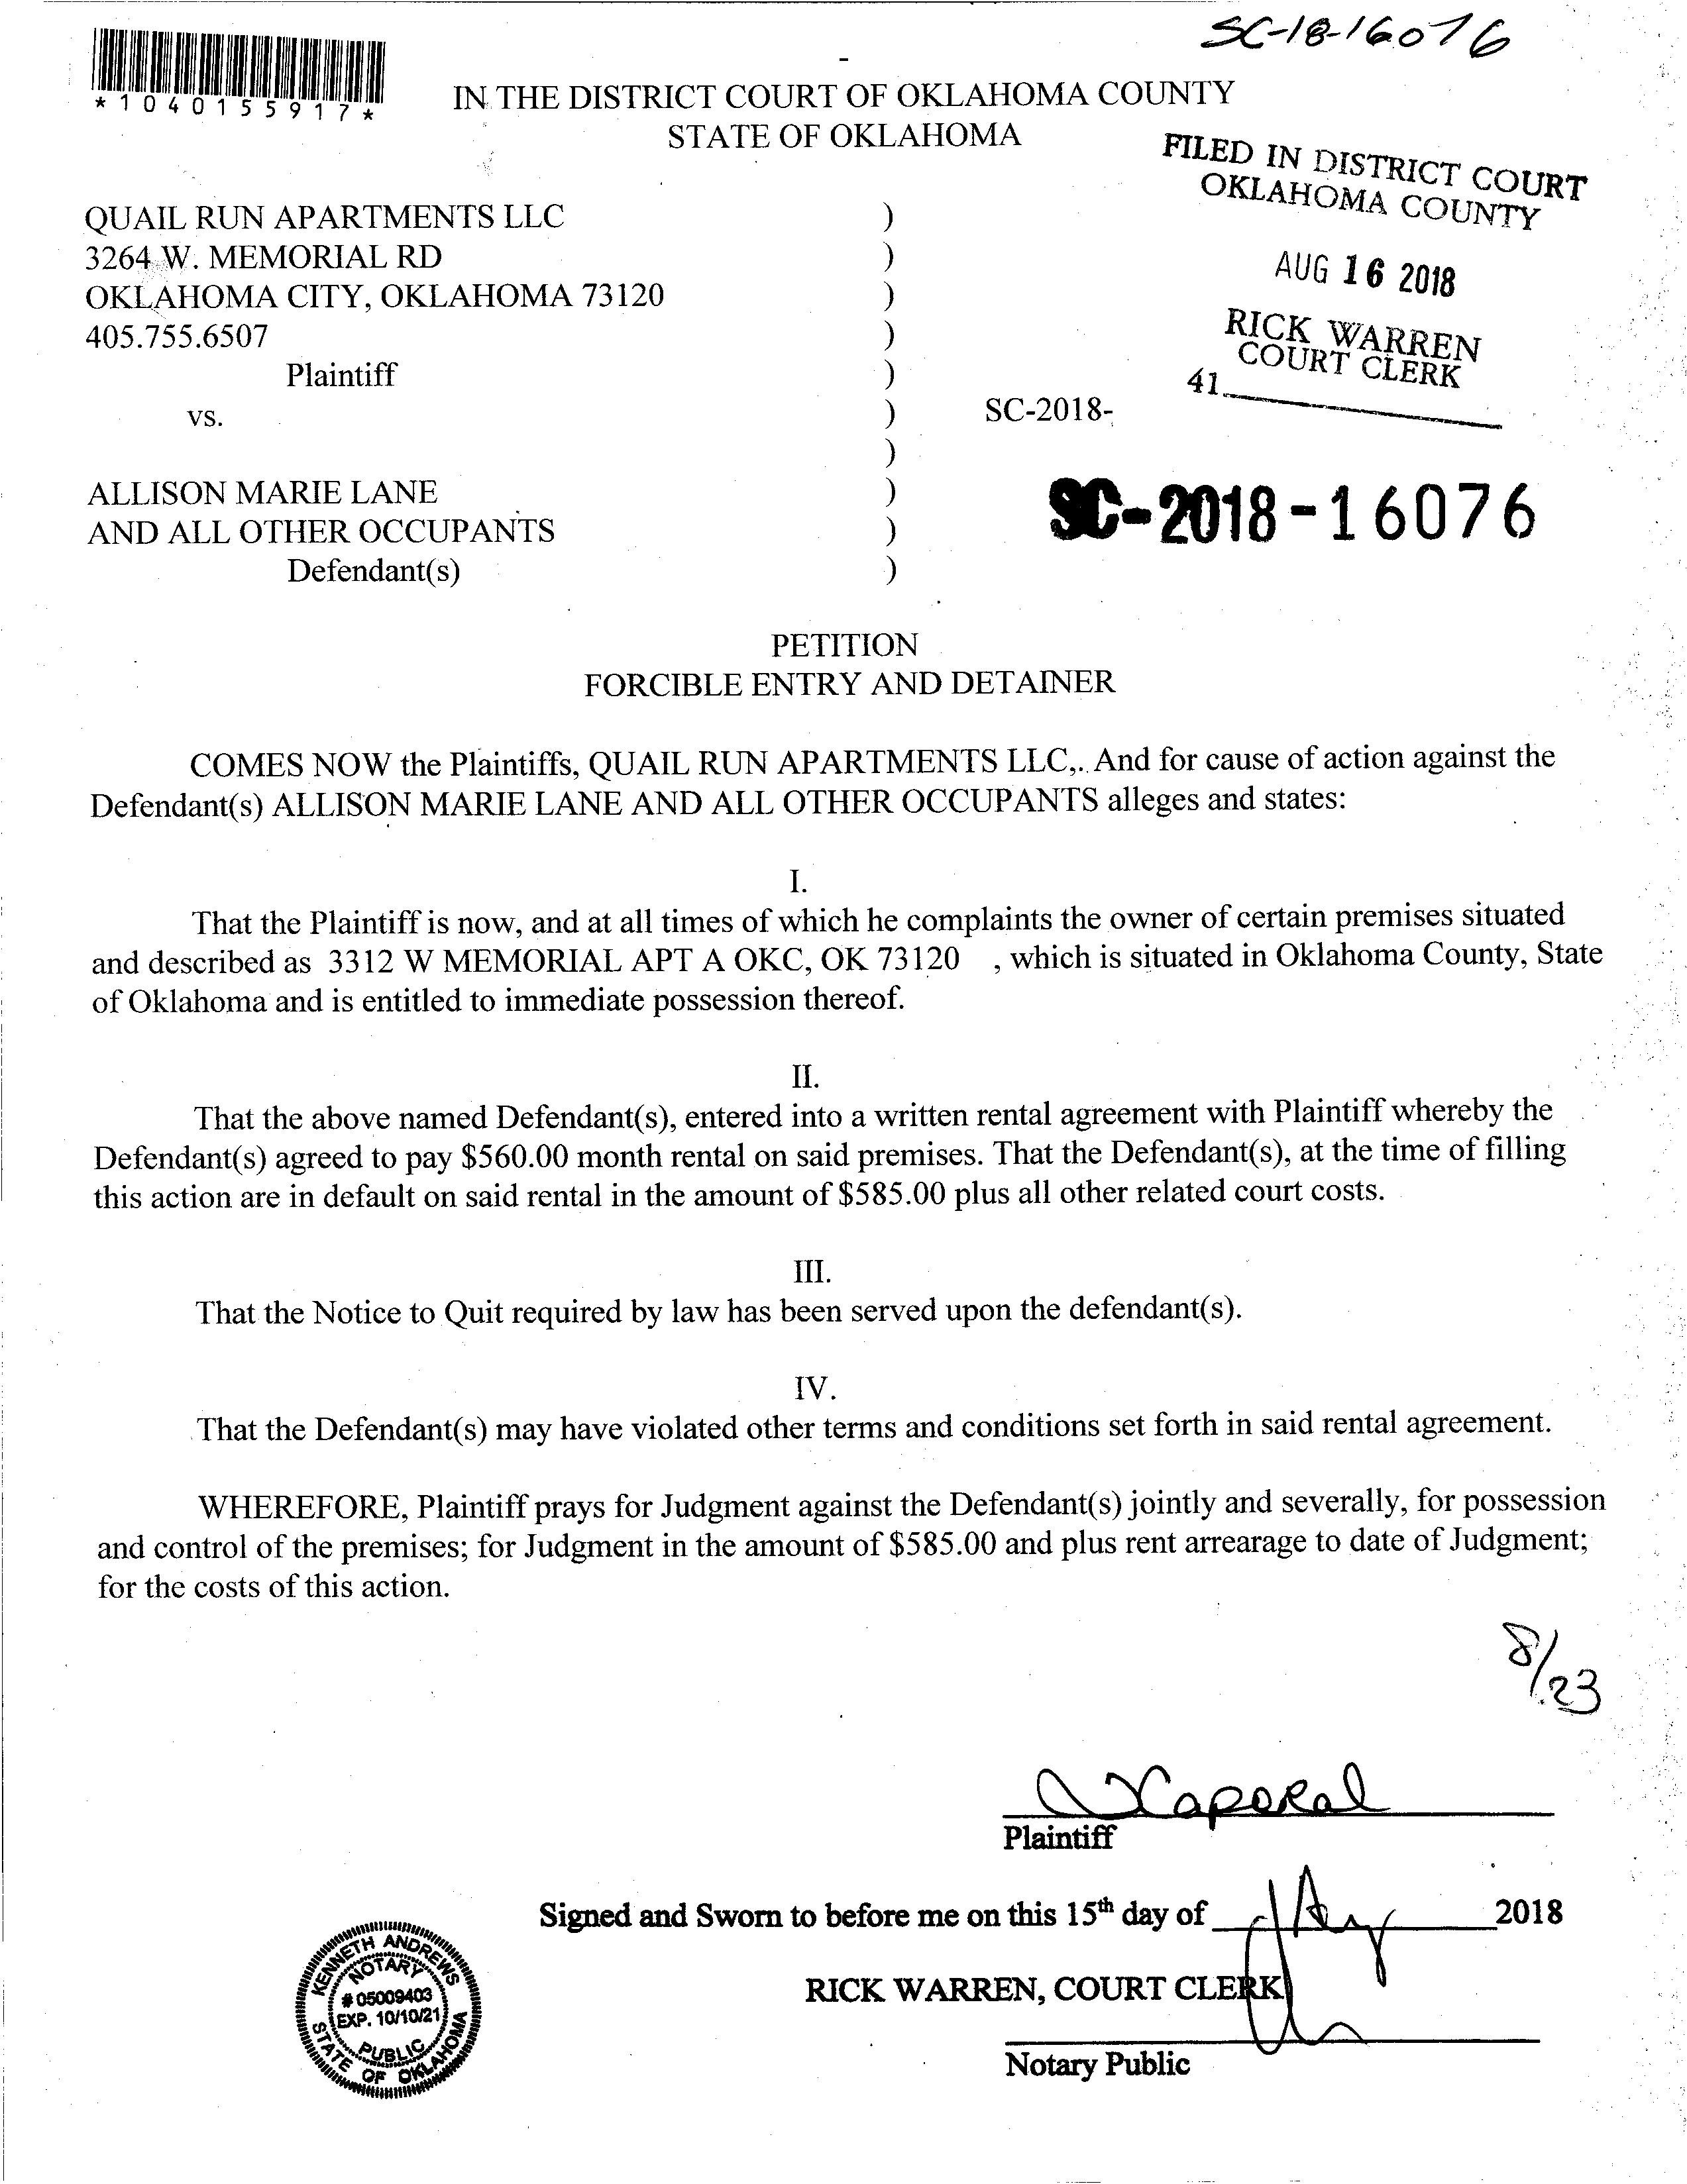 SC-18-16076
*1040155917*
IN THE DISTRICT COURT OF OKLAHOMA COUNTY
STATE OF OKLAHOMA
FILED IN DISTRICT COURT
OKLAHOMA COUNTY
AUG 16 2018
RICK WARREN
COURT CLERK
41
QUAIL RUN APARTMENTS LLC )
3264 W. MEMORIAL RD )
OKLAHOMA CITY, OKLAHOMA 73120 )
405.755.6507 )
Plaintiff )
vs. ) SC-2018-
)
ALLISON MARIE LANE )
AND ALL OTHER OCCUPANTS )
Defendant(s) )
SC-2018-16076
PETITION
FORCIBLE ENTRY AND DETAINER
COMES NOW the Plaintiffs, QUAIL RUN APARTMENTS LLC,. And for cause of action against the
Defendant(s) ALLISON MARIE LANE AND ALL OTHER OCCUPANTS alleges and states:
I.
That the Plaintiff is now, and at all times of which he complaints the owner of certain premises situated
and described as 3312 W MEMORIAL APT A OKC, OK 73120 , which is situated in Oklahoma County, State
of Oklahoma and is entitled to immediate possession thereof.
II.
That the above named Defendant(s), entered into a written rental agreement with Plaintiff whereby the
Defendant(s) agreed to pay $560.00 month rental on said premises. That the Defendant(s), at the time of filling
this action are in default on said rental in the amount of $585.00 plus all other related court costs.
III.
That the Notice to Quit required by law has been served upon the defendant(s).
IV.
That the Defendant(s) may have violated other terms and conditions set forth in said rental agreement.
WHEREFORE, Plaintiff prays for Judgment against the Defendant(s) jointly and severally, for possession
and control of the premises; for Judgment in the amount of $585.00 and plus rent arrearage to date of Judgment;
for the costs of this action.
8/23
Plaintiff
Signed and Sworn to before me on this 15th day of 2018
RICK WARREN, COURT CLERK
Notary Public
KENNETH ANDREWS
NOTARY
# 05009403
EXP. 10/10/21
PUBLIC
STATE OF OKLAHOMA